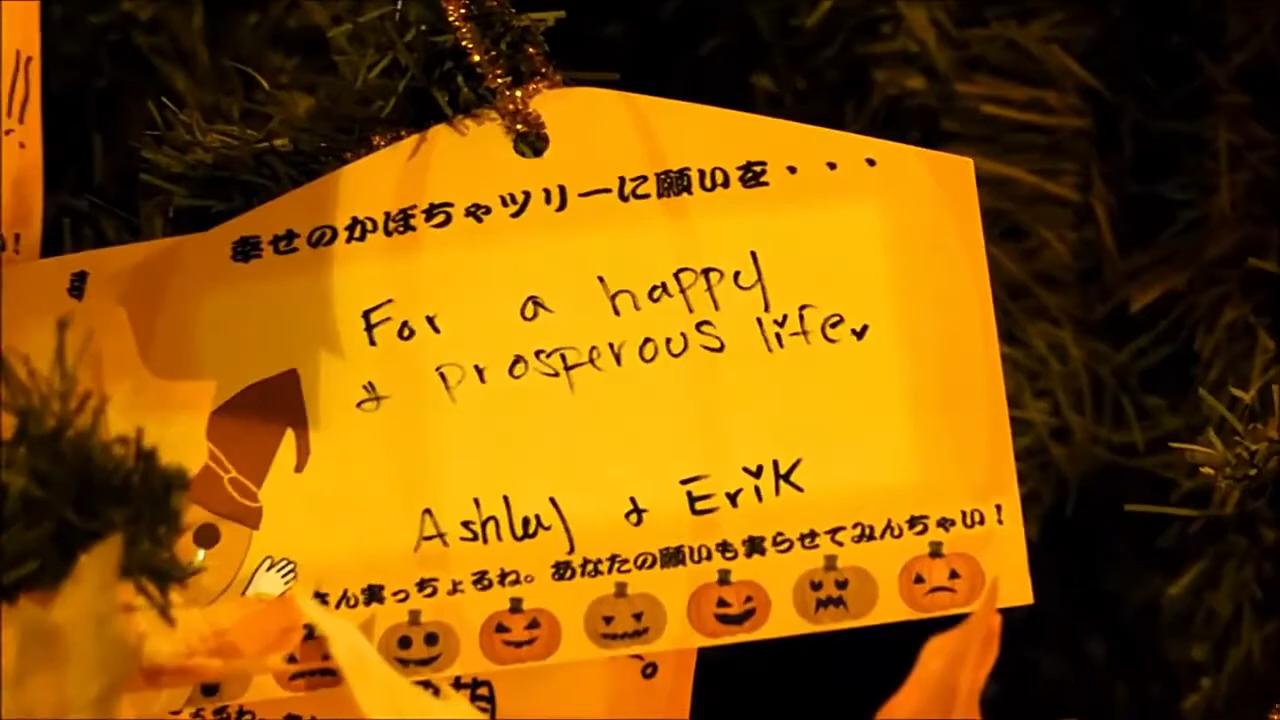 幸せのかぼちゃツリーに願いを・・・
For a happy
& prosperous life
Ashley & Erik
さん実っちょるね。あなたの願いも実らせてみんちゃい！